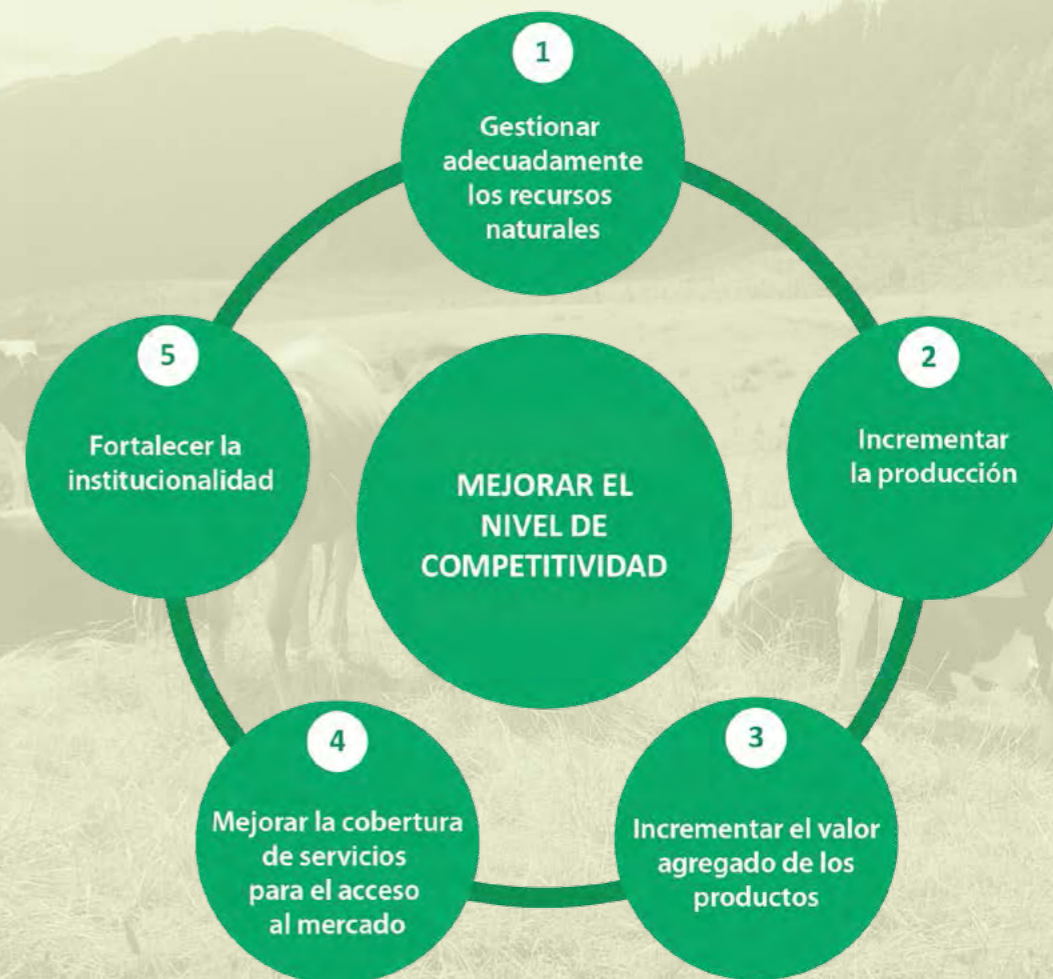 1
Gestionar
adecuadamente
los recursos
naturales
2
Incrementar
la producción
3
Incrementar el valor
agregado de los
productos
4
Mejorar la cobertura
de servicios
para el acceso
al mercado
5
Fortalecer la
institucionalidad
MEJORAR EL
NIVEL DE
COMPETITIVIDAD